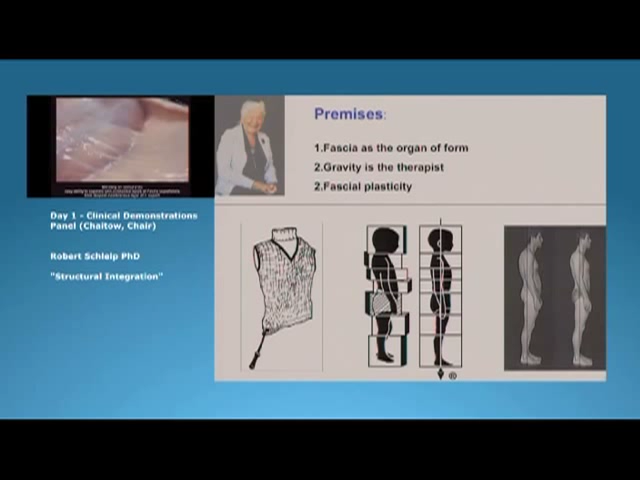 Premises:
1.Fascia as the organ of form
2.Gravity is the therapist
2.Fascial plasticity
Day 1 - Clinical Demonstrations
Panel (Chaitow, Chair)
Robert Schleip PhD
"Structural Integration"
®